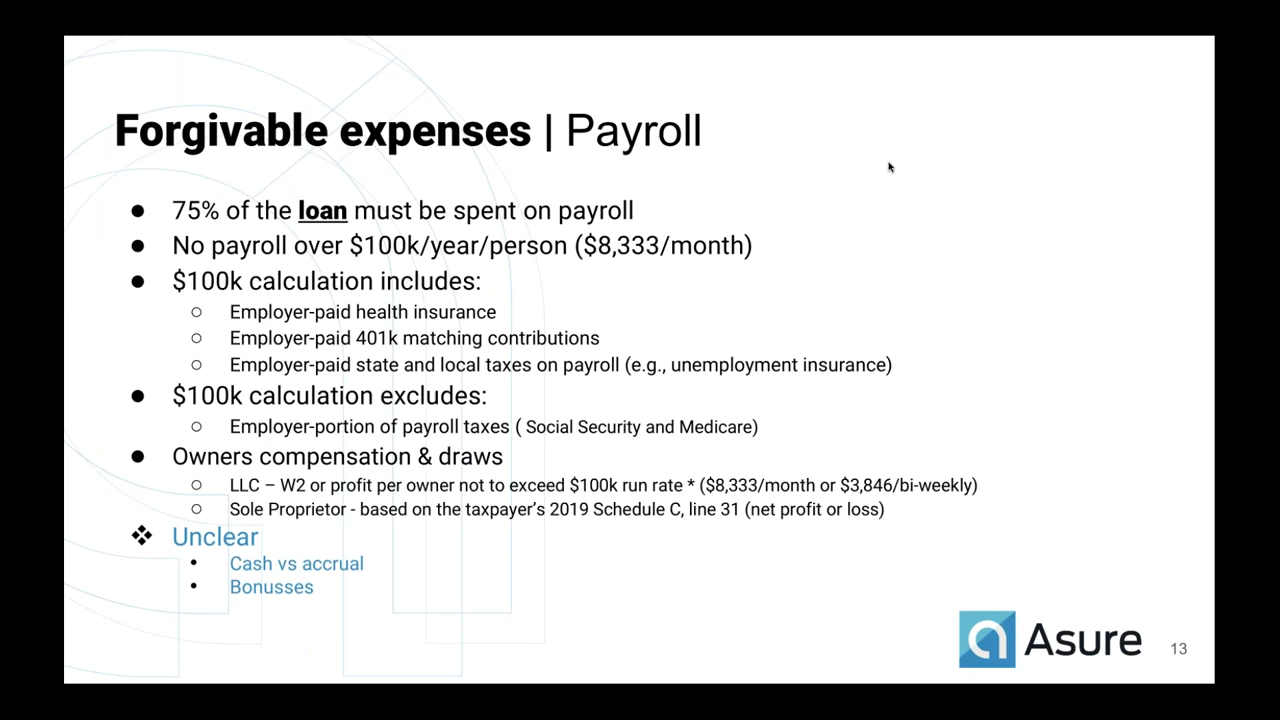 Forgivable expenses | Payroll
● 75% of the loan must be spent on payroll
● No payroll over $100k/year/person ($8,333/month)
● $100k calculation includes:
○ Employer-paid health insurance
○ Employer-paid 401k matching contributions
○ Employer-paid state and local taxes on payroll (e.g., unemployment insurance)
● $100k calculation excludes:
○ Employer-portion of payroll taxes ( Social Security and Medicare)
● Owners compensation & draws
○ LLC – W2 or profit per owner not to exceed $100k run rate * ($8,333/month or $3,846/bi-weekly)
○ Sole Proprietor - based on the taxpayer’s 2019 Schedule C, line 31 (net profit or loss)
❖ Unclear
• Cash vs accrual
• Bonusses
Asure
13